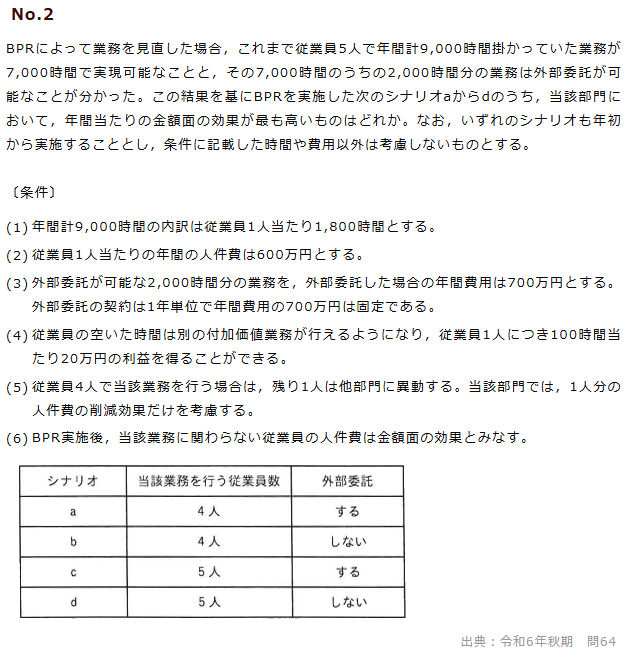 No.2
BPRによって業務を見直した場合，これまで従業員5人で年間計9,000時間掛かっていた業務が
7,000時間で実現可能なことと，その7,000時間のうちの2,000時間分の業務は外部委託が可
能なことが分かった。この結果を基にBPRを実施した次のシナリオaからdのうち，当該部門に
おいて，年間当たりの金額面の効果が最も高いものはどれか。なお，いずれのシナリオも年初
から実施することとし，条件に記載した時間や費用以外は考慮しないものとする。
〔条件〕
(1) 年間計9,000時間の内訳は従業員1人当たり1,800時間とする。
(2) 従業員1人当たりの年間の人件費は600万円とする。
(3) 外部委託が可能な2,000時間分の業務を，外部委託した場合の年間費用は700万円とする。
外部委託の契約は1年単位で年間費用の700万円は固定である。
(4) 従業員の空いた時間は別の付加価値業務が行えるようになり，従業員1人につき100時間当
たり20万円の利益を得ることができる。
(5) 従業員4人で当該業務を行う場合は，残り1人は他部門に異動する。当該部門では，1人分の
人件費の削減効果だけを考慮する。
(6) BPR実施後，当該業務に関わらない従業員の人件費は金額面の効果とみなす。
シナリオ 当該業務を行う従業員数 外部委託
a 4人 する
b 4人 しない
c 5人 する
d 5人 しない
出典：令和6年秋期　問64